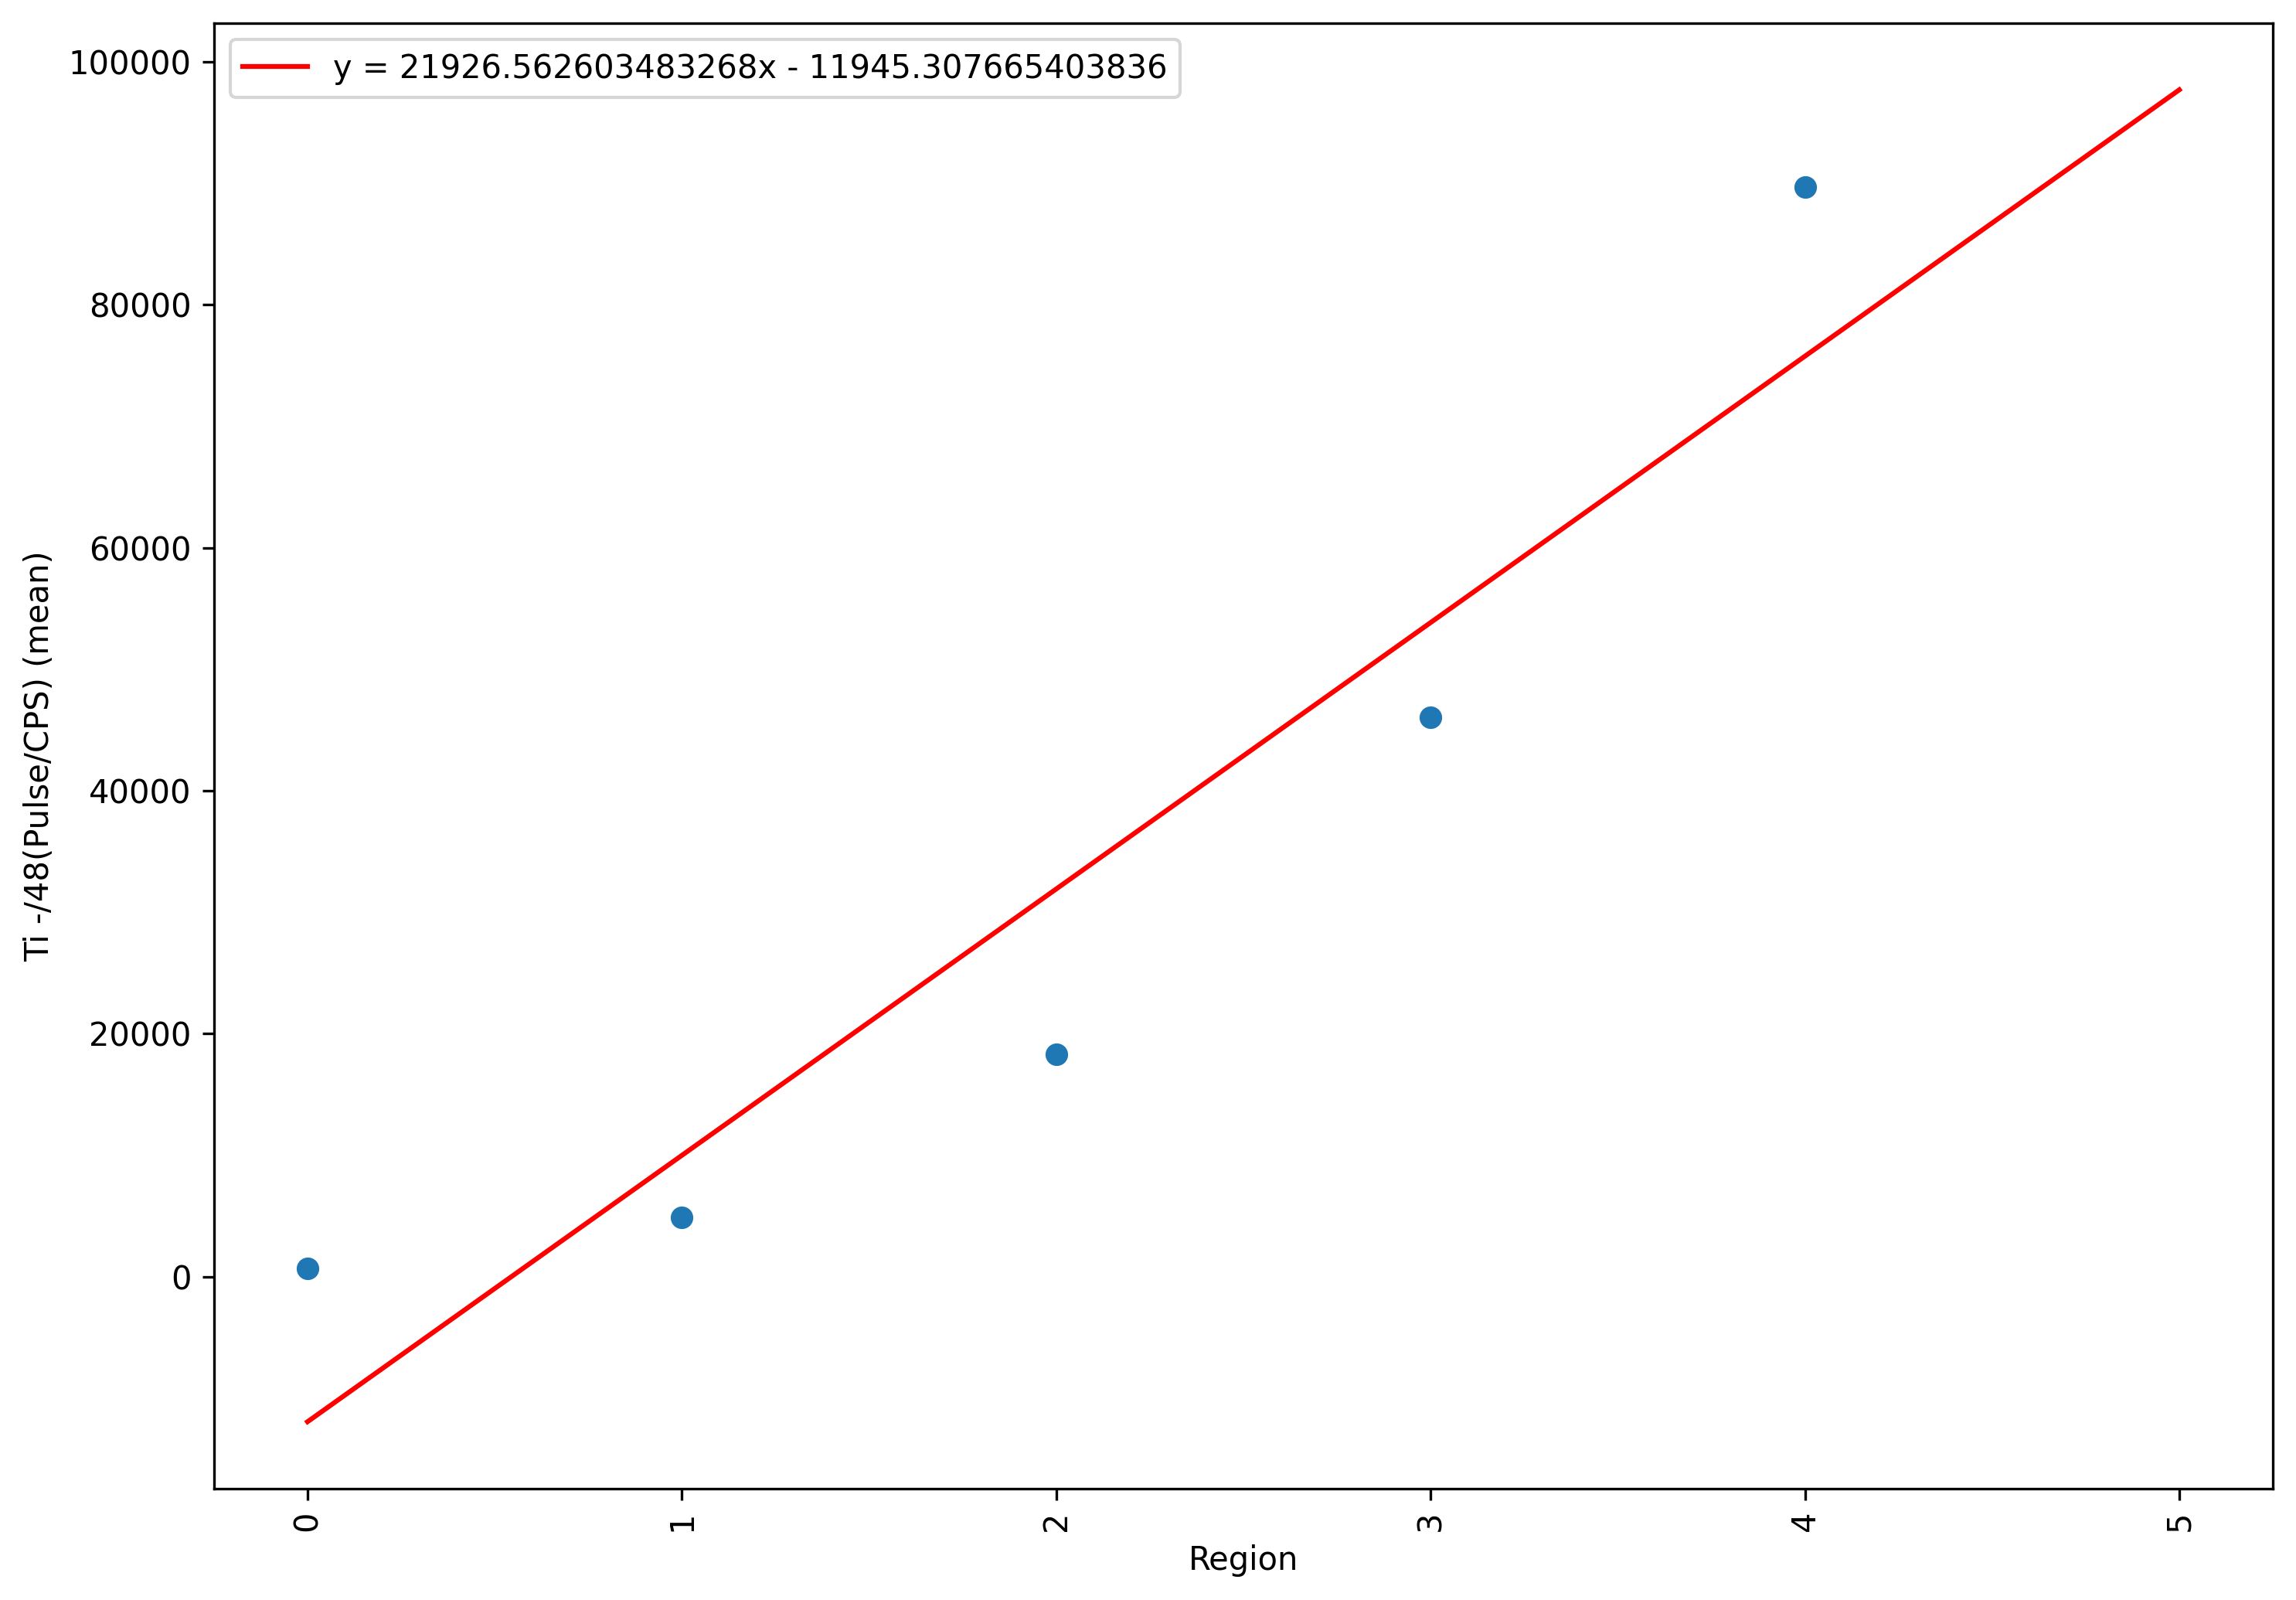 y = 21926.562603483268x - 11945.307665403836
100000
80000
60000
40000
20000
0
Ti -/48(Pulse/CPS) (mean)
0 1 2 3 4 5
Region